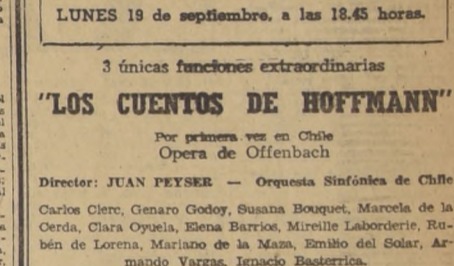 LUNES 19 de septiembre, a las 18.45 horas.
3 únicas funciones extraordinarias
"LOS CUENTOS DE HOFFMANN"
Por primera vez en Chile
Opera de Offenbach
Director: JUAN PEYSER — Orquesta Sinfónica de Chile
Carlos Clerc, Genaro Godoy, Susana Bouquet, Marcela de la
Cerda, Clara Oyuela, Elena Barrios, Mireille Laborderie, Ru-
bén de Lorena, Mariano de la Maza, Emilio del Solar, Ar-
mando Vargas, Ignacio Basterrica.